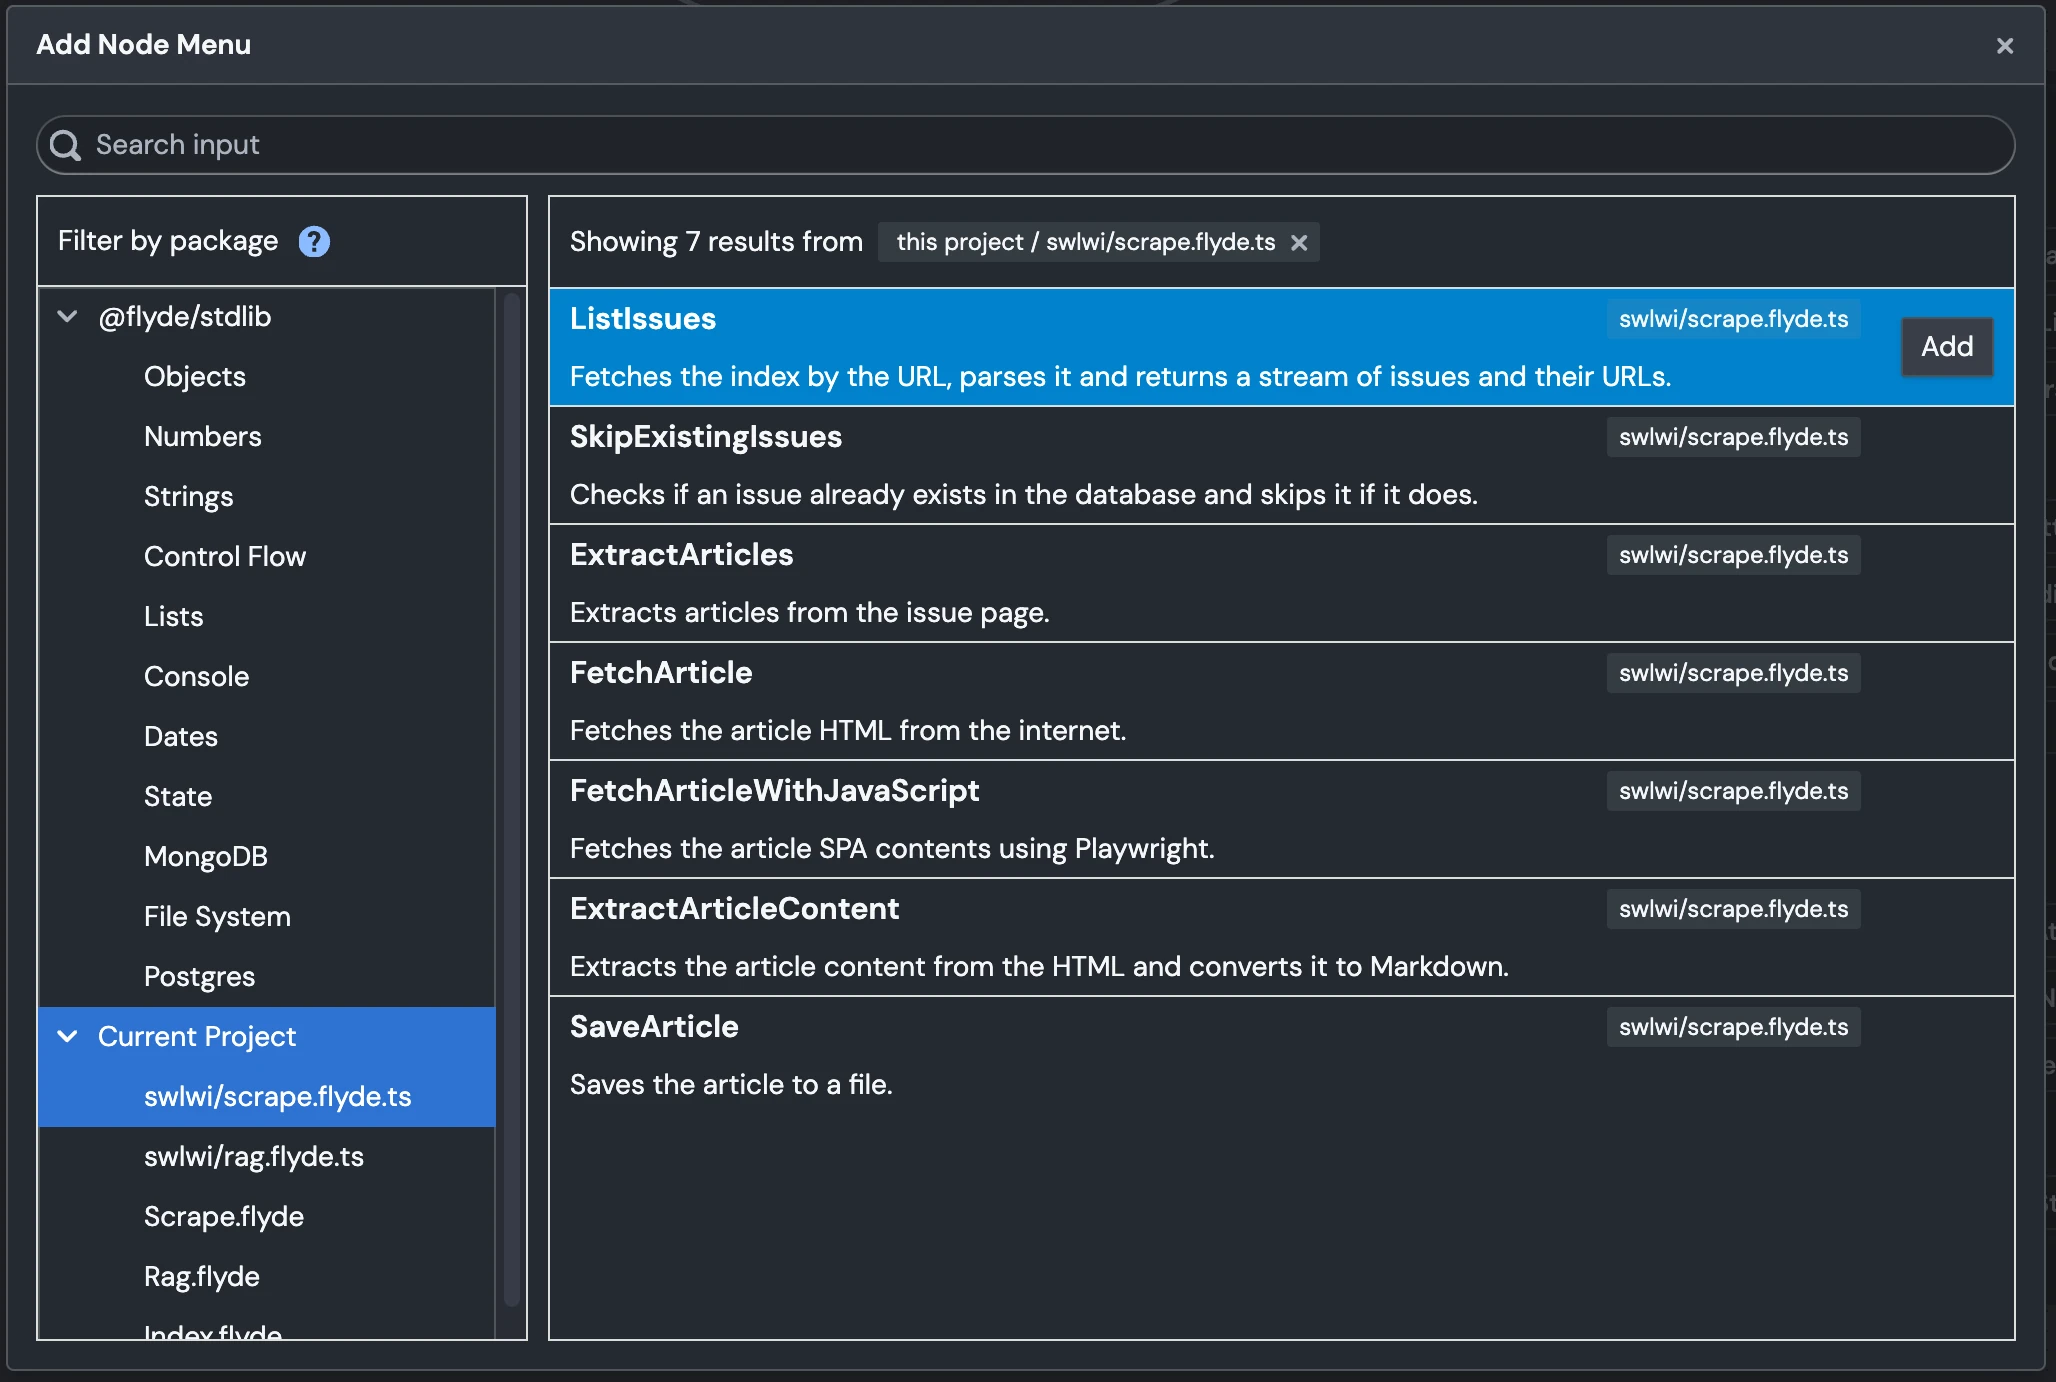 Add Node Menu
Search input
Filter by package ?
@flyde/stdlib
Objects
Numbers
Strings
Control Flow
Lists
Console
Dates
State
MongoDB
File System
Postgres
Current Project
swlwi/scrape.flyde.ts
swlwi/rag.flyde.ts
Scrape.flyde
Rag.flyde
Index.flyde
Showing 7 results from this project / swlwi/scrape.flyde.ts
ListIssues swlwi/scrape.flyde.ts
Add
Fetches the index by the URL, parses it and returns a stream of issues and their URLs.
SkipExistingIssues swlwi/scrape.flyde.ts
Checks if an issue already exists in the database and skips it if it does.
ExtractArticles swlwi/scrape.flyde.ts
Extracts articles from the issue page.
FetchArticle swlwi/scrape.flyde.ts
Fetches the article HTML from the internet.
FetchArticleWithJavaScript swlwi/scrape.flyde.ts
Fetches the article SPA contents using Playwright.
ExtractArticleContent swlwi/scrape.flyde.ts
Extracts the article content from the HTML and converts it to Markdown.
SaveArticle swlwi/scrape.flyde.ts
Saves the article to a file.